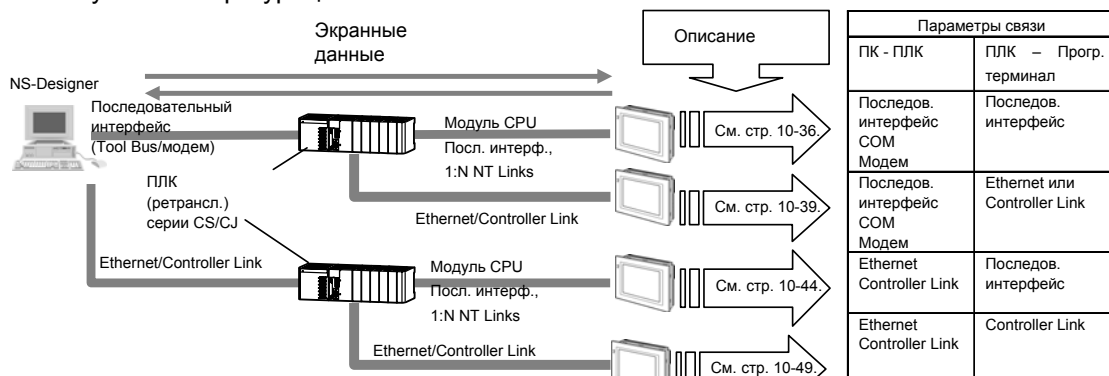 Экранные
данные
Описание
NS-Designer
Последовательный
интерфейс
(Tool Bus/модем)
Модуль CPU
Посл. интерф.,
1:N NT Links
См. стр. 10-36.
ПЛК
(ретрансл.)
серии CS/CJ
Ethernet/Controller Link
См. стр. 10-39.
Ethernet/Controller Link
Модуль CPU
Посл. интерф.,
1:N NT Links
См. стр. 10-44.
Ethernet/Controller Link
См. стр. 10-49.
Параметры связи
ПК - ПЛК
ПЛК – Прогр.
терминал
Последов.
интерфейс
COM
Модем
Последов.
интерфейс
Последов.
интерфейс
COM
Модем
Ethernet или
Controller Link
Ethernet
Controller Link
Последов.
интерфейс
Ethernet
Controller Link
Controller Link